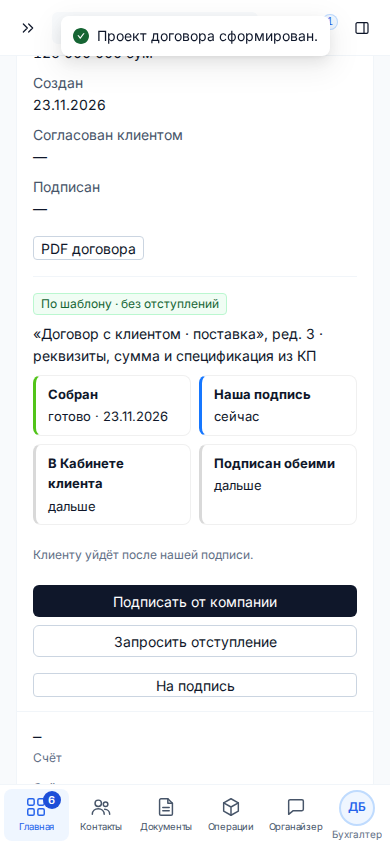 Проект договора сформирован.
1
Создан
23.11.2026
Согласован клиентом
—
Подписан
—
PDF договора
По шаблону · без отступлений
«Договор с клиентом · поставка», ред. 3 ·
реквизиты, сумма и спецификация из КП
Собран
готово · 23.11.2026
Наша подпись
сейчас
В Кабинете
клиента
дальше
Подписан обеими
дальше
Клиенту уйдёт после нашей подписи.
Подписать от компании
Запросить отступление
На подпись
—
Счёт
6
Главная
Контакты
Документы
Операции
Органайзер
ДБ
Бухгалтер